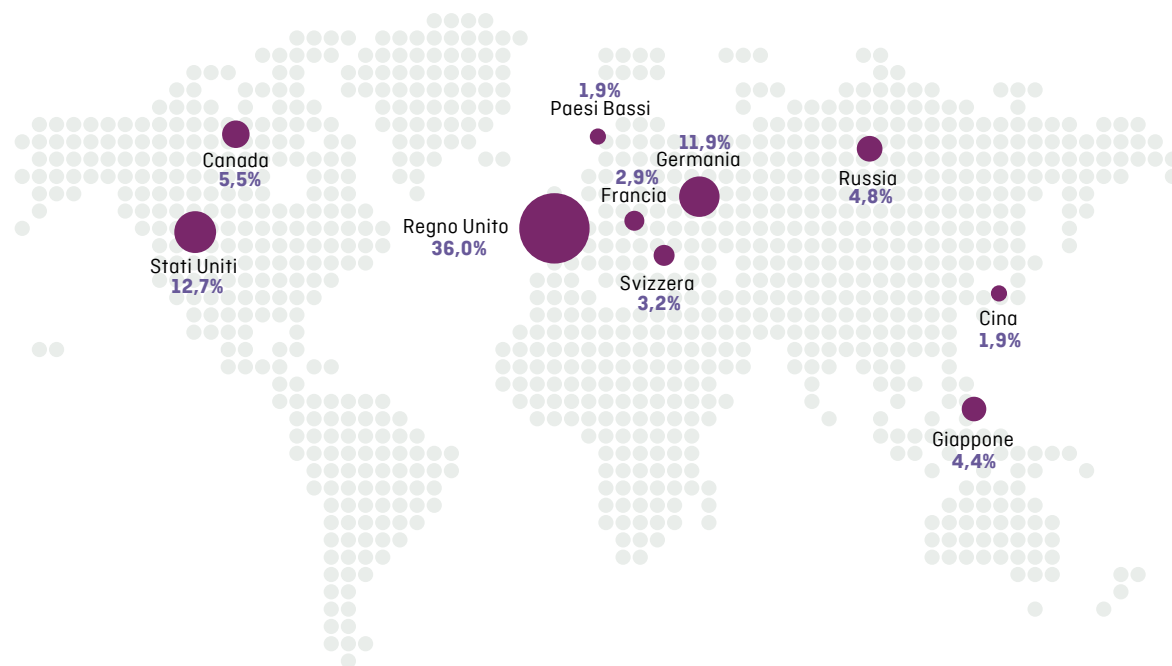 1,9%
Paesi Bassi
11,9%
Germania
Canada
5,5%
2,9%
Francia
Russia
4,8%
Regno Unito
36,0%
Stati Uniti
12,7%
Svizzera
3,2%
Cina
1,9%
Giappone
4,4%